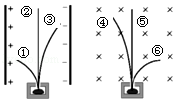 ② ④ ⑤
③
①
⑥